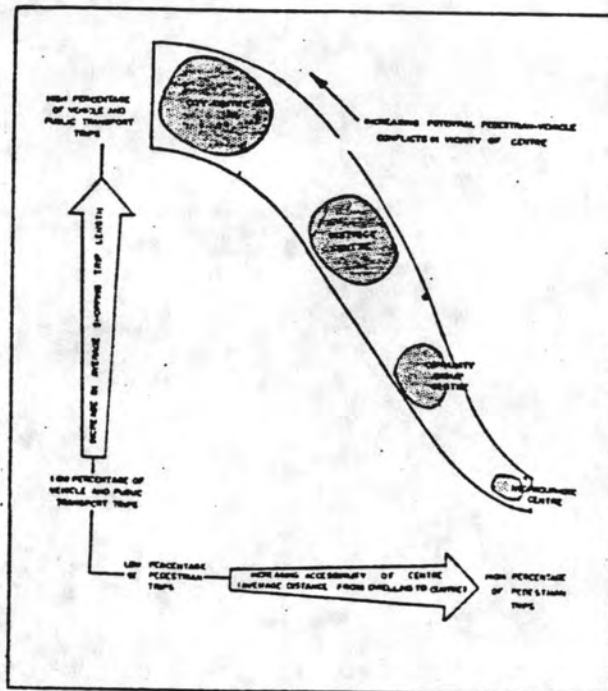 HIGH PERCENTAGE
OF VEHICLE AND
PUBLIC TRANSPORT
TRIPS
INCREASING POTENTIAL PEDESTRIAN-VEHICLE
CONFLICTS IN VICINITY OF CENTRE
DISTRICT
CENTRE
COMMUNITY
GROUP
CENTRE
NEIGHBOURHOOD
CENTRE
INCREASE IN AVERAGE SHOPPING TRIP LENGTH
LOW PERCENTAGE OF
VEHICLE AND PUBLIC
TRANSPORT TRIPS
LOW PERCENTAGE
OF PEDESTRIAN
TRIPS
INCREASING ACCESSIBILITY OF CENTRE
(AVERAGE DISTANCE FROM DWELLING TO CENTRE)
HIGH PERCENTAGE
OF PEDESTRIAN
TRIPS